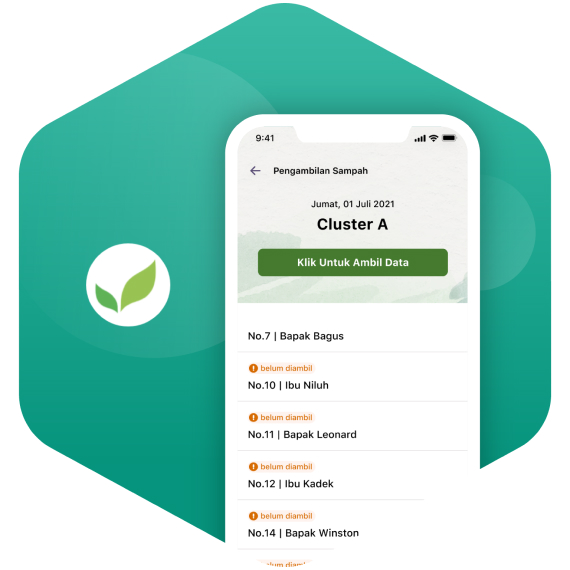 9:41
Pengambilan Sampah
Jumat, 01 Juli 2021
Cluster A
Klik Untuk Ambil Data
No.7 | Bapak Bagus
belum diambil
No.10 | Ibu Niluh
belum diambil
No.11 | Bapak Leonard
belum diambil
No.12 | Ibu Kadek
belum diambil
No.14 | Bapak Winston
belum diambil